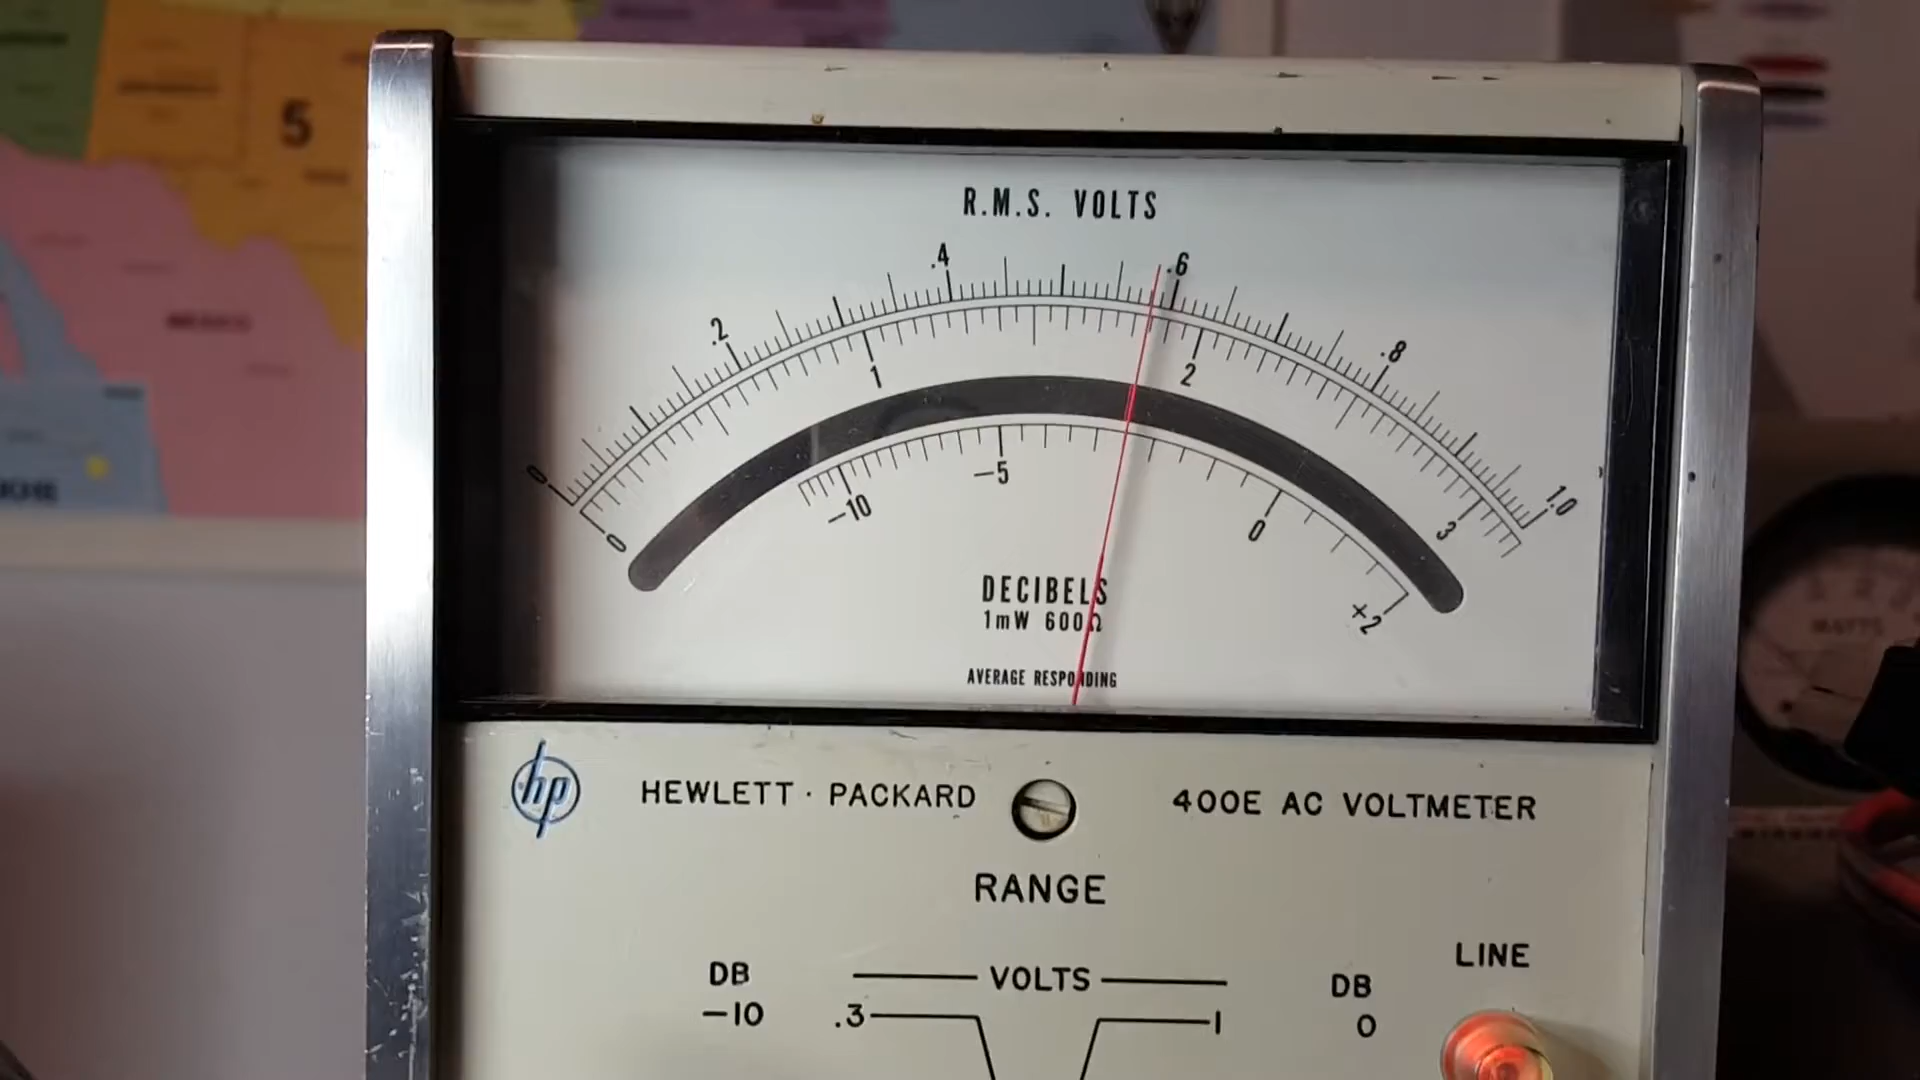 5
R.M.S. VOLTS
0 .2 .4 .6 .8 1.0
0 1 2 3
-10 -5 0 +2
DECIBELS
1mW 600Ω
AVERAGE RESPONDING
hp HEWLETT · PACKARD 400E AC VOLTMETER
RANGE
LINE
DB VOLTS DB
-10 .3 1 0
WATTS